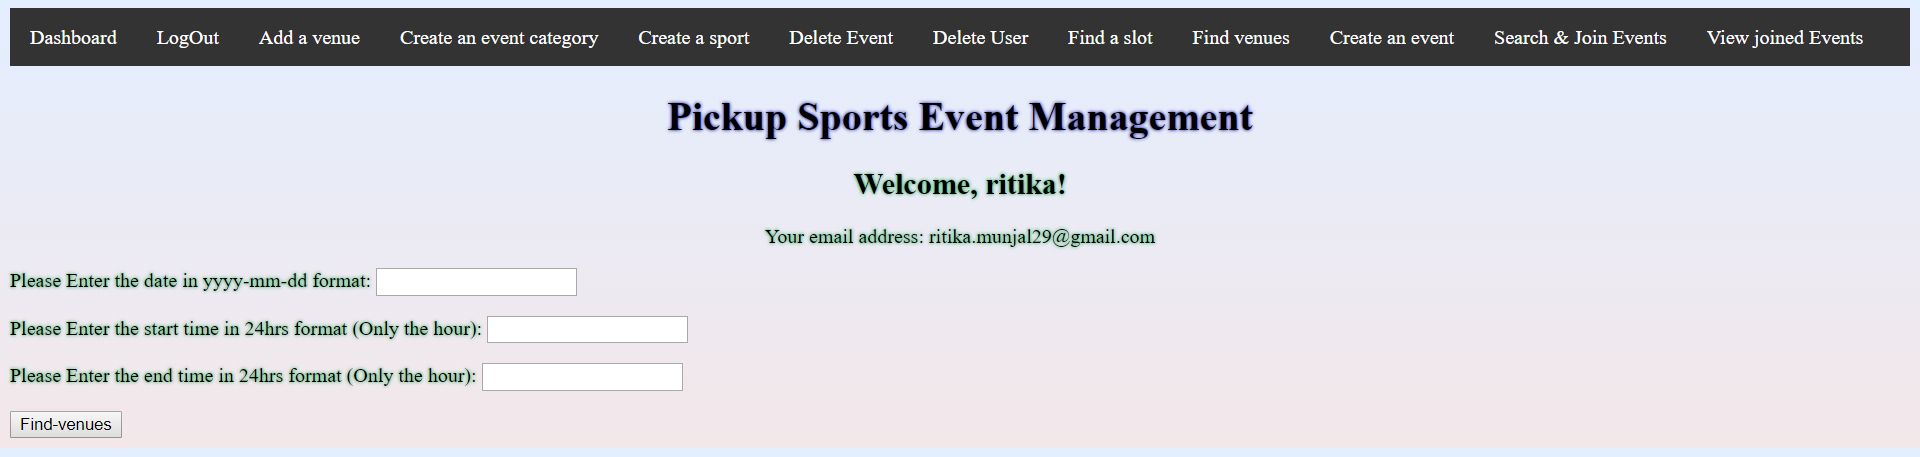 Dashboard LogOut Add a venue Create an event category Create a sport Delete Event Delete User Find a slot Find venues Create an event Search & Join Events View joined Events
Pickup Sports Event Management
Welcome, ritika!
Your email address: ritika.munjal29@gmail.com
Please Enter the date in yyyy-mm-dd format:
Please Enter the start time in 24hrs format (Only the hour):
Please Enter the end time in 24hrs format (Only the hour):
Find-venues